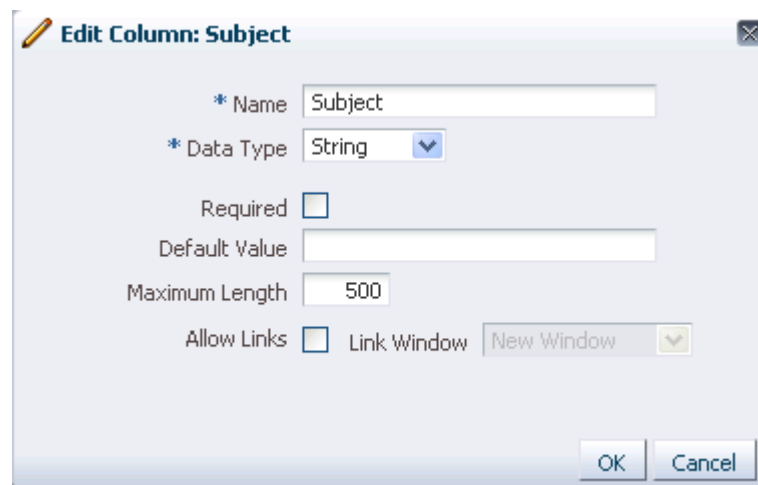 Edit Column: Subject
* Name Subject
* Data Type String
Required
Default Value
Maximum Length 500
Allow Links Link Window New Window
OK Cancel